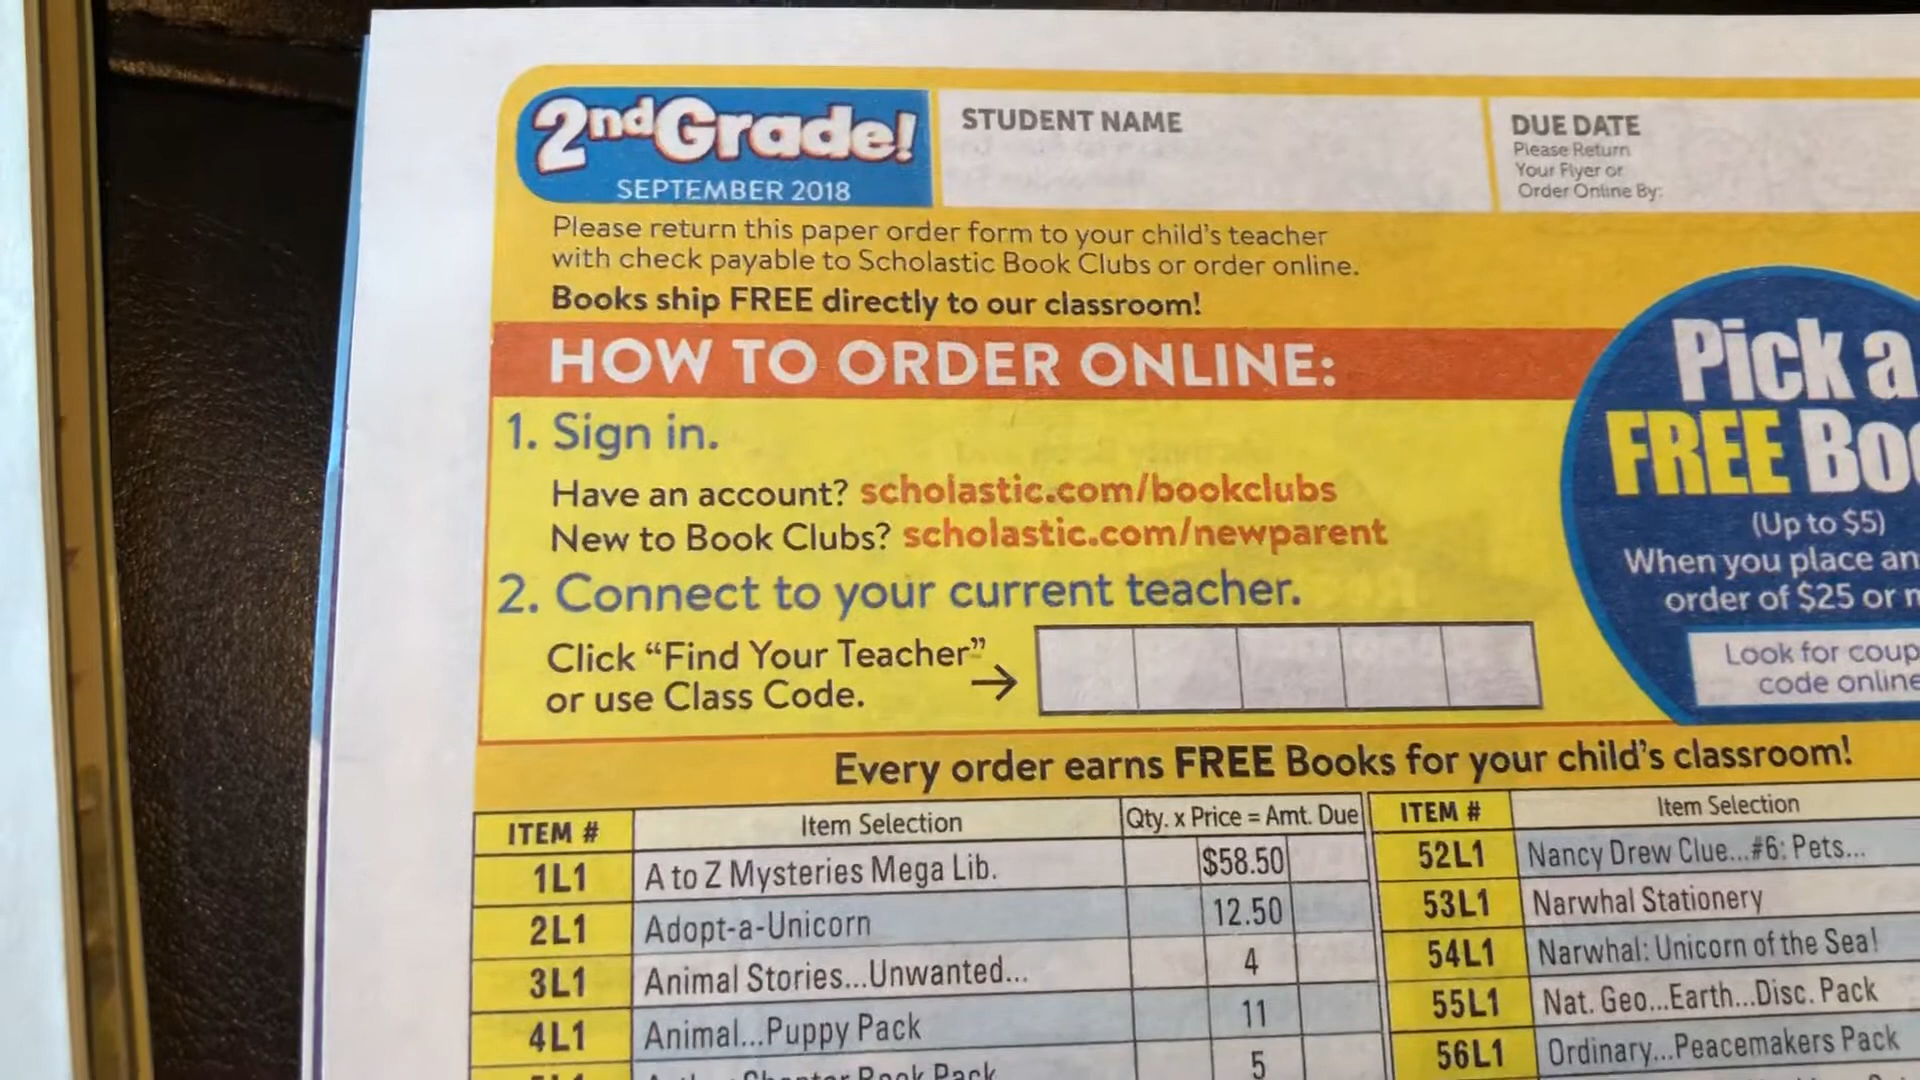 2nd Grade!
SEPTEMBER 2018
STUDENT NAME
DUE DATE
Please Return
Your Flyer or
Order Online By:
Please return this paper order form to your child's teacher
with check payable to Scholastic Book Clubs or order online.
Books ship FREE directly to our classroom!
HOW TO ORDER ONLINE:
1. Sign in.
Have an account? scholastic.com/bookclubs
New to Book Clubs? scholastic.com/newparent
2. Connect to your current teacher.
Click “Find Your Teacher”
or use Class Code.
Pick a
FREE
(Up to $5)
When you place an
order of $25 or
Look for
code online
Every order earns FREE Books for your child's classroom!
ITEM # Item Selection Qty. x Price = Amt. Due
1L1 A to Z Mysteries Mega Lib. $58.50
2L1 Adopt-a-Unicorn 12.50
3L1 Animal Stories...Unwanted... 4
4L1 Animal...Puppy Pack 11
Chapter Book Pack 5
ITEM # Item Selection
52L1 Nancy Drew Clue...#6: Pets...
53L1 Narwhal Stationery
54L1 Narwhal: Unicorn of the Sea!
55L1 Nat. Geo...Earth...Disc. Pack
56L1 Ordinary...Peacemakers Pack